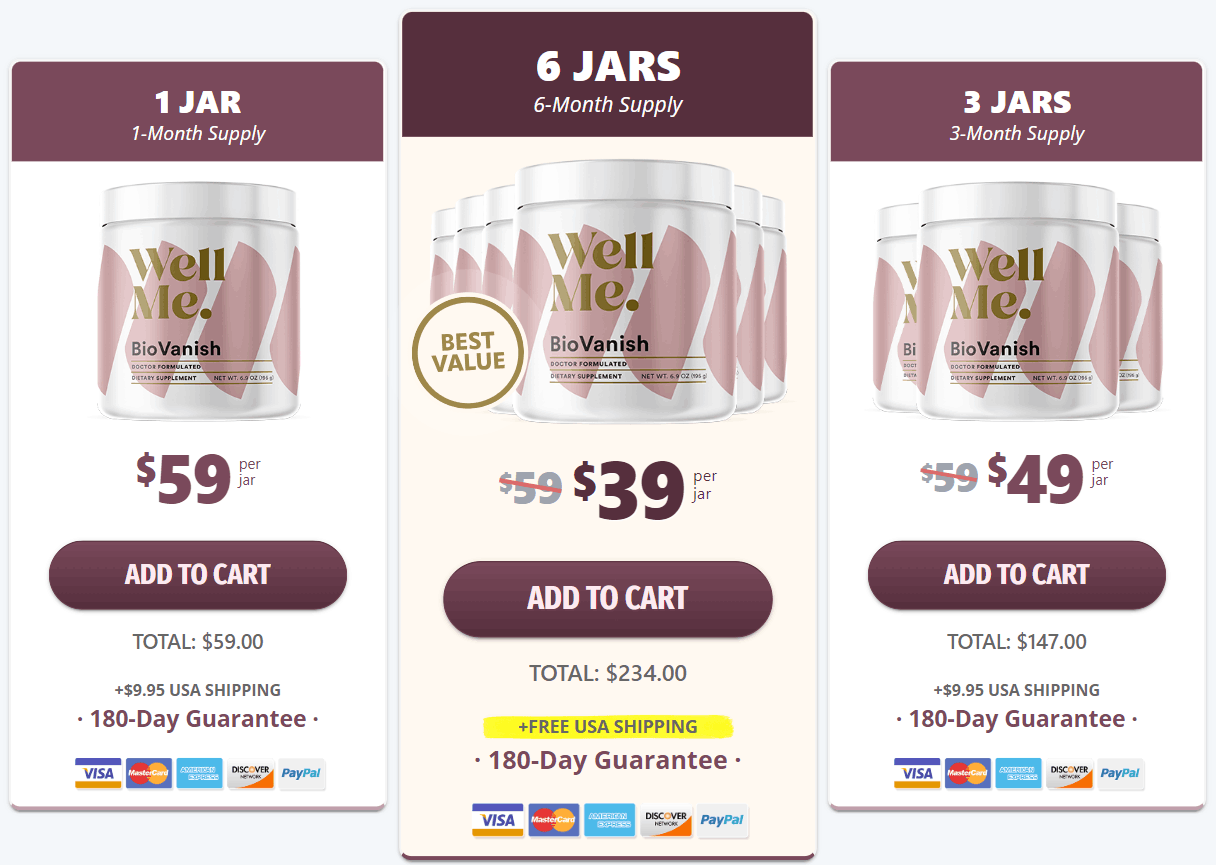 1 JAR
1-Month Supply
Well
Me.
BioVanish
DOCTOR FORMULATED
DIETARY SUPPLEMENT NET WT. 6.9 OZ (195 g)
$59 per
jar
ADD TO CART
TOTAL: $59.00
+$9.95 USA SHIPPING
· 180-Day Guarantee ·
VISA MasterCard AMERICAN EXPRESS DISCOVER NETWORK PayPal
6 JARS
6-Month Supply
Well
Me.
BEST
VALUE
BioVanish
DOCTOR FORMULATED
DIETARY SUPPLEMENT NET WT. 6.9 OZ (195 g)
$59 $39 per
jar
ADD TO CART
TOTAL: $234.00
+FREE USA SHIPPING
· 180-Day Guarantee ·
VISA MasterCard AMERICAN EXPRESS DISCOVER NETWORK PayPal
3 JARS
3-Month Supply
Well
Me.
BioVanish
DOCTOR FORMULATED
DIETARY SUPPLEMENT NET WT. 6.9 OZ (195 g)
$59 $49 per
jar
ADD TO CART
TOTAL: $147.00
+$9.95 USA SHIPPING
· 180-Day Guarantee ·
VISA MasterCard AMERICAN EXPRESS DISCOVER NETWORK PayPal